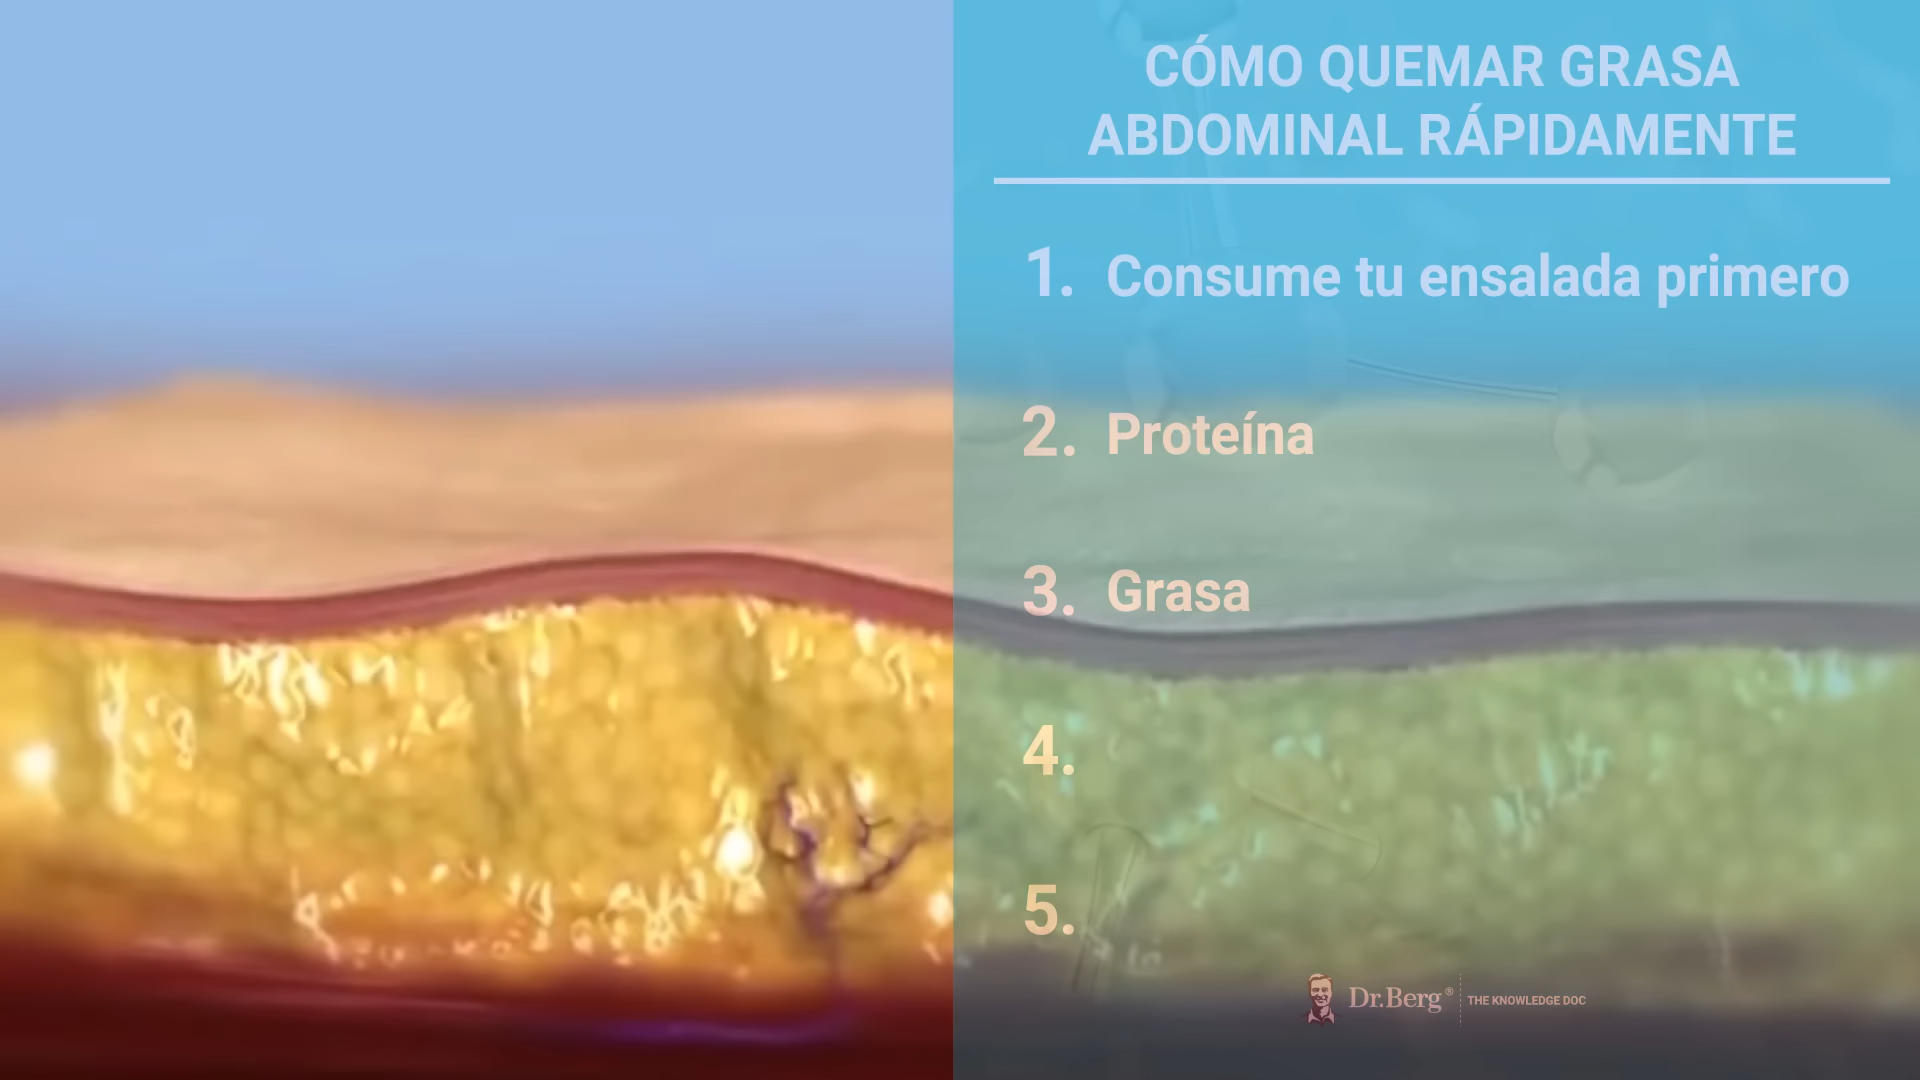 CÓMO QUEMAR GRASA
ABDOMINAL RÁPIDAMENTE
1. Consume tu ensalada primero
2. Proteína
3. Grasa
4.
5.
Dr.Berg® THE KNOWLEDGE DOC